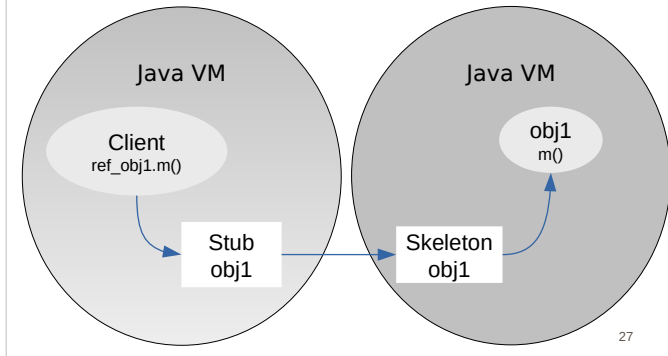 Java VM
Client
ref_obj1.m()
Stub
obj1
Java VM
obj1
m()
Skeleton
obj1
27